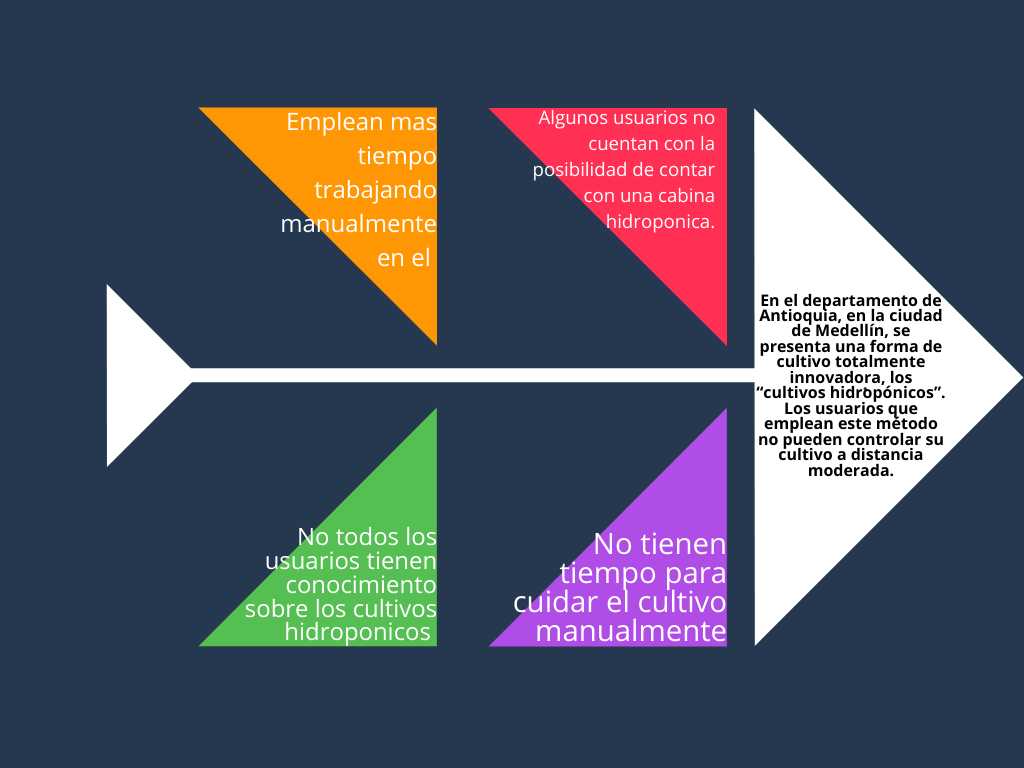 Emplean mas
tiempo
trabajando
manualmente
en el
Algunos usuarios no
cuentan con la
posibilidad de contar
con una cabina
hidroponica.
En el departamento de
Antioquia, en la ciudad
de Medellín, se
presenta una forma de
cultivo totalmente
innovadora, los
“cultivos hidropónicos”.
Los usuarios que
emplean este método
no pueden controlar su
cultivo a distancia
moderada.
No todos los
usuarios tienen
conocimiento
sobre los cultivos
hidroponicos
No tienen
tiempo para
cuidar el cultivo
manualmente